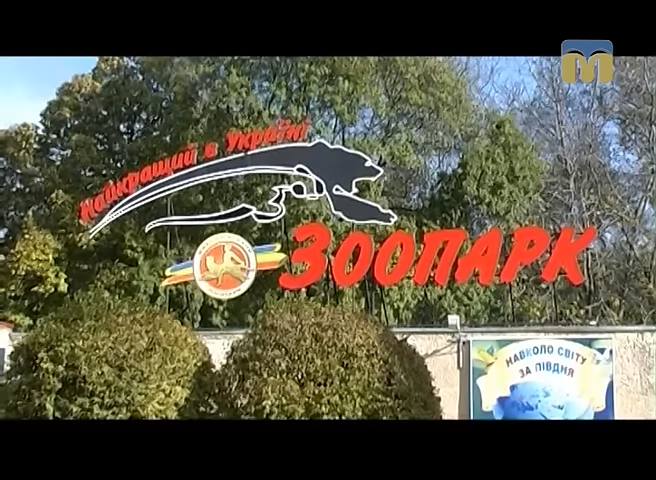 М
Найкращий в Україні
ЗООПАРК
НАВКОЛО СВІТУ
ЗА ПІВДНЯ